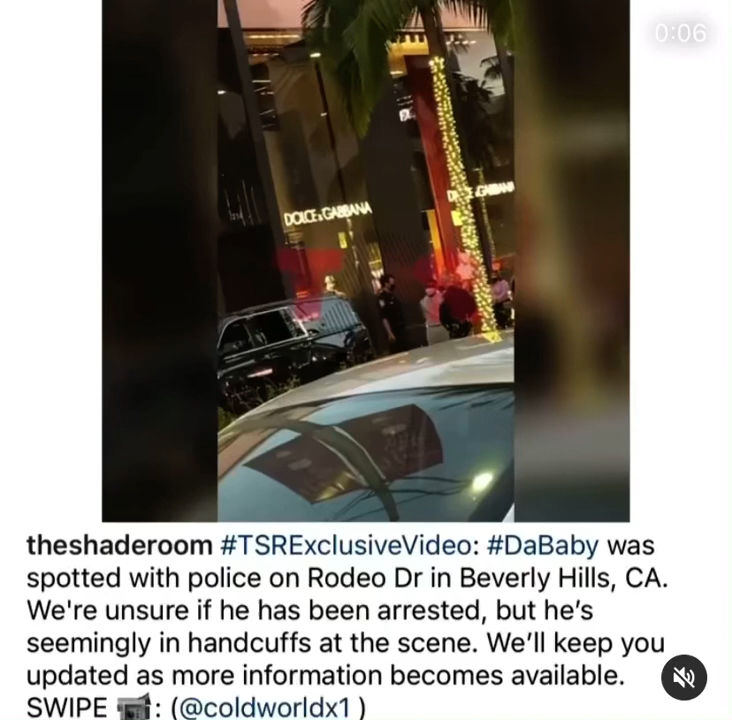 0:06
DOLCE & GABBANA
theshaderoom #TSRExclusiveVideo: #DaBaby was
spotted with police on Rodeo Dr in Beverly Hills, CA.
We're unsure if he has been arrested, but he's
seemingly in handcuffs at the scene. We'll keep you
updated as more information becomes available.
SWIPE 📹: (@coldworldx1 )